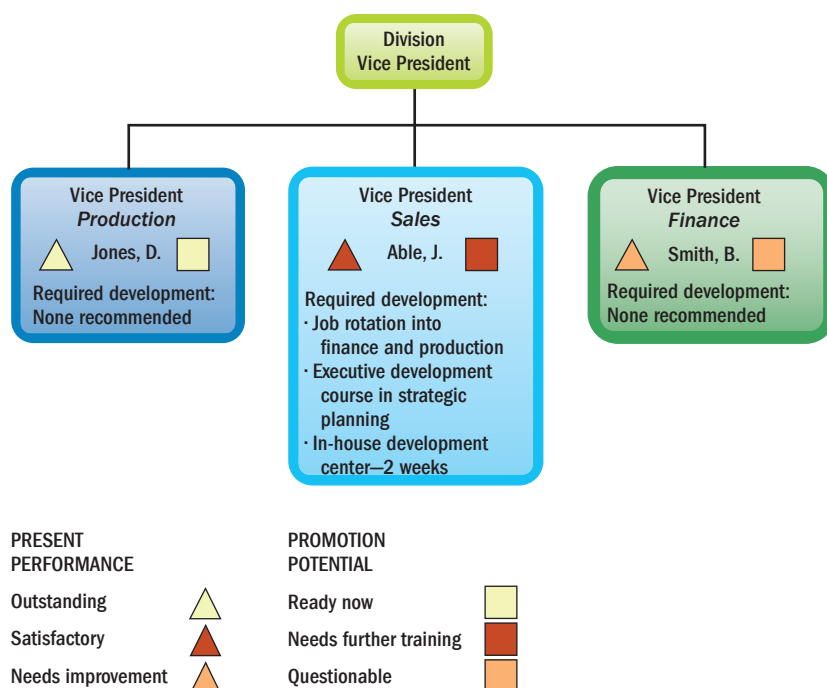 Division
Vice President
Vice President
Production
Jones, D.
Required development:
None recommended
Vice President
Sales
Able, J.
Required development:
· Job rotation into
finance and production
· Executive development
course in strategic
planning
· In-house development
center—2 weeks
Vice President
Finance
Smith, B.
Required development:
None recommended
PRESENT
PERFORMANCE
Outstanding
Satisfactory
Needs improvement
PROMOTION
POTENTIAL
Ready now
Needs further training
Questionable